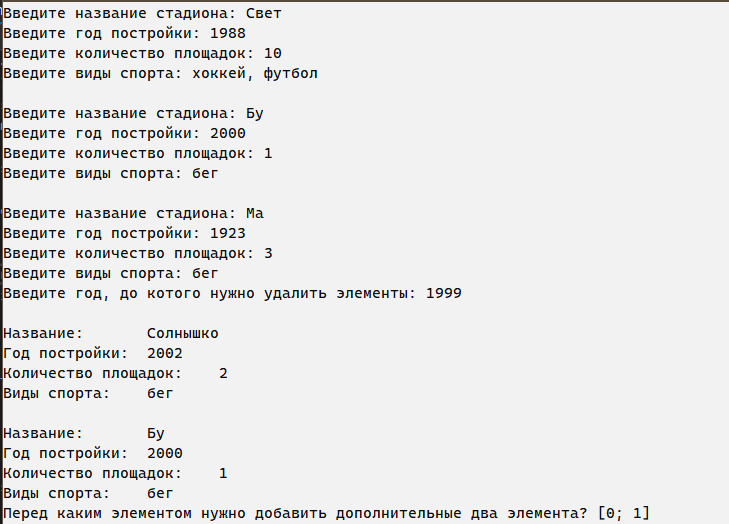 Введите название стадиона: Свет
Введите год постройки: 1988
Введите количество площадок: 10
Введите виды спорта: хоккей, футбол
Введите название стадиона: Бу
Введите год постройки: 2000
Введите количество площадок: 1
Введите виды спорта: бег
Введите название стадиона: Ма
Введите год постройки: 1923
Введите количество площадок: 3
Введите виды спорта: бег
Введите год, до котого нужно удалить элементы: 1999
Название: Солнышко
Год постройки: 2002
Количество площадок: 2
Виды спорта: бег
Название: Бу
Год постройки: 2000
Количество площадок: 1
Виды спорта: бег
Перед каким элементом нужно добавить дополнительные два элемента? [0; 1]